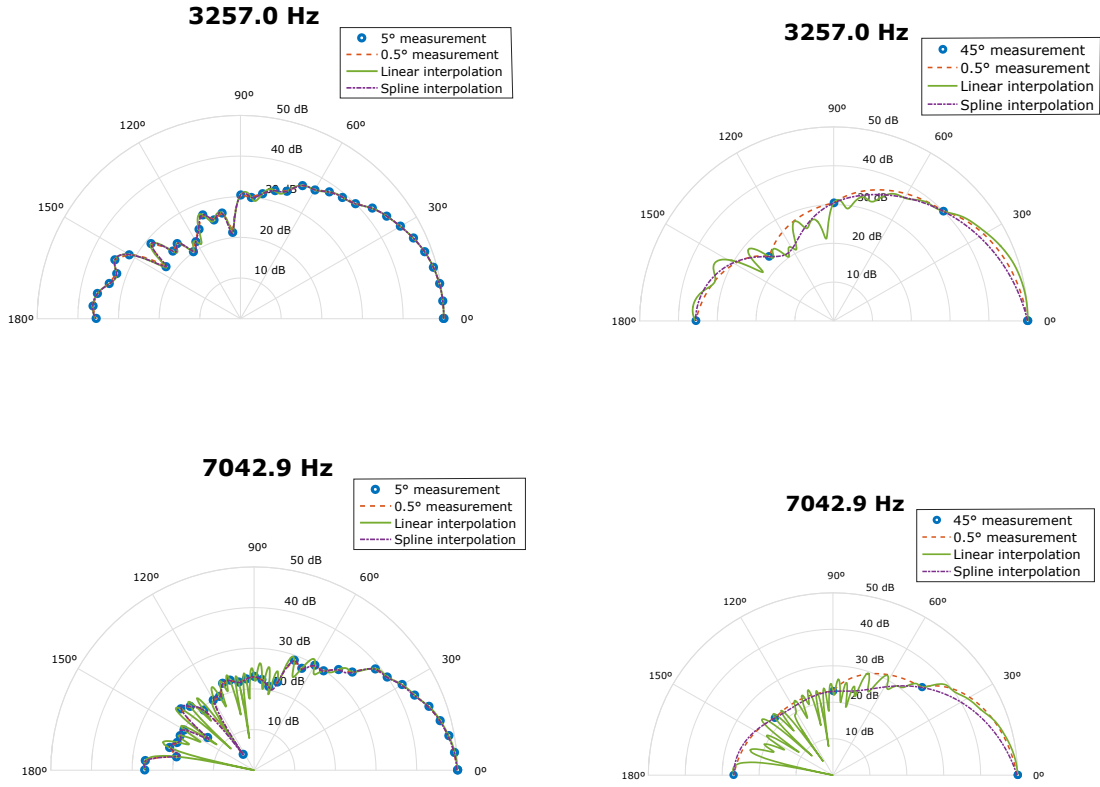 3257.0 Hz
5° measurement
0.5° measurement
Linear interpolation
Spline interpolation
90º
50 dB
120º
60º
40 dB
150º
30 dB
30º
20 dB
10 dB
180º
0º
3257.0 Hz
45° measurement
0.5° measurement
Linear interpolation
Spline interpolation
90º
50 dB
120º
60º
40 dB
150º
30 dB
30º
20 dB
10 dB
180º
0º
7042.9 Hz
5° measurement
0.5° measurement
Linear interpolation
Spline interpolation
90º
50 dB
120º
60º
40 dB
150º
30 dB
30º
20 dB
10 dB
180º
0º
7042.9 Hz
45° measurement
0.5° measurement
Linear interpolation
Spline interpolation
90º
50 dB
120º
60º
40 dB
150º
30 dB
30º
20 dB
10 dB
180º
0º